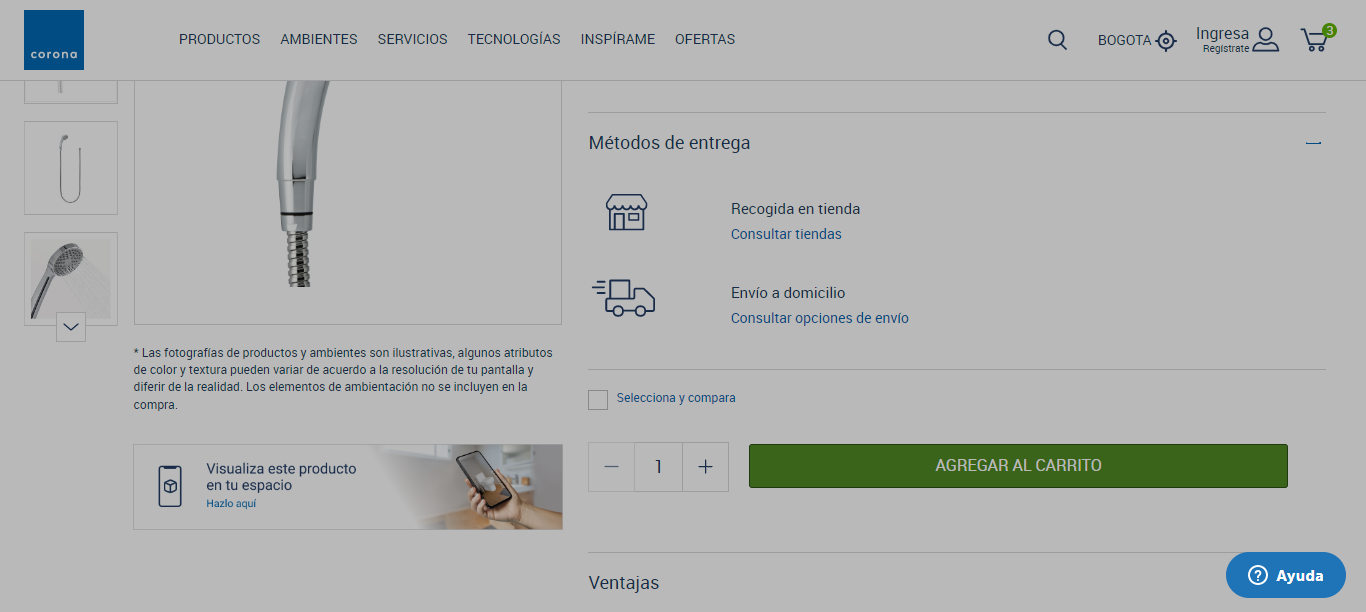 corona
PRODUCTOS AMBIENTES SERVICIOS TECNOLOGÍAS INSPÍRAME OFERTAS
BOGOTA
Ingresa
Regístrate
3
Métodos de entrega
Recogida en tienda
Consultar tiendas
Envío a domicilio
Consultar opciones de envío
* Las fotografías de productos y ambientes son ilustrativas, algunos atributos
de color y textura pueden variar de acuerdo a la resolución de tu pantalla y
diferir de la realidad. Los elementos de ambientación no se incluyen en la
compra.
Selecciona y compara
1
AGREGAR AL CARRITO
Visualiza este producto
en tu espacio
Hazlo aquí
Ventajas
Ayuda